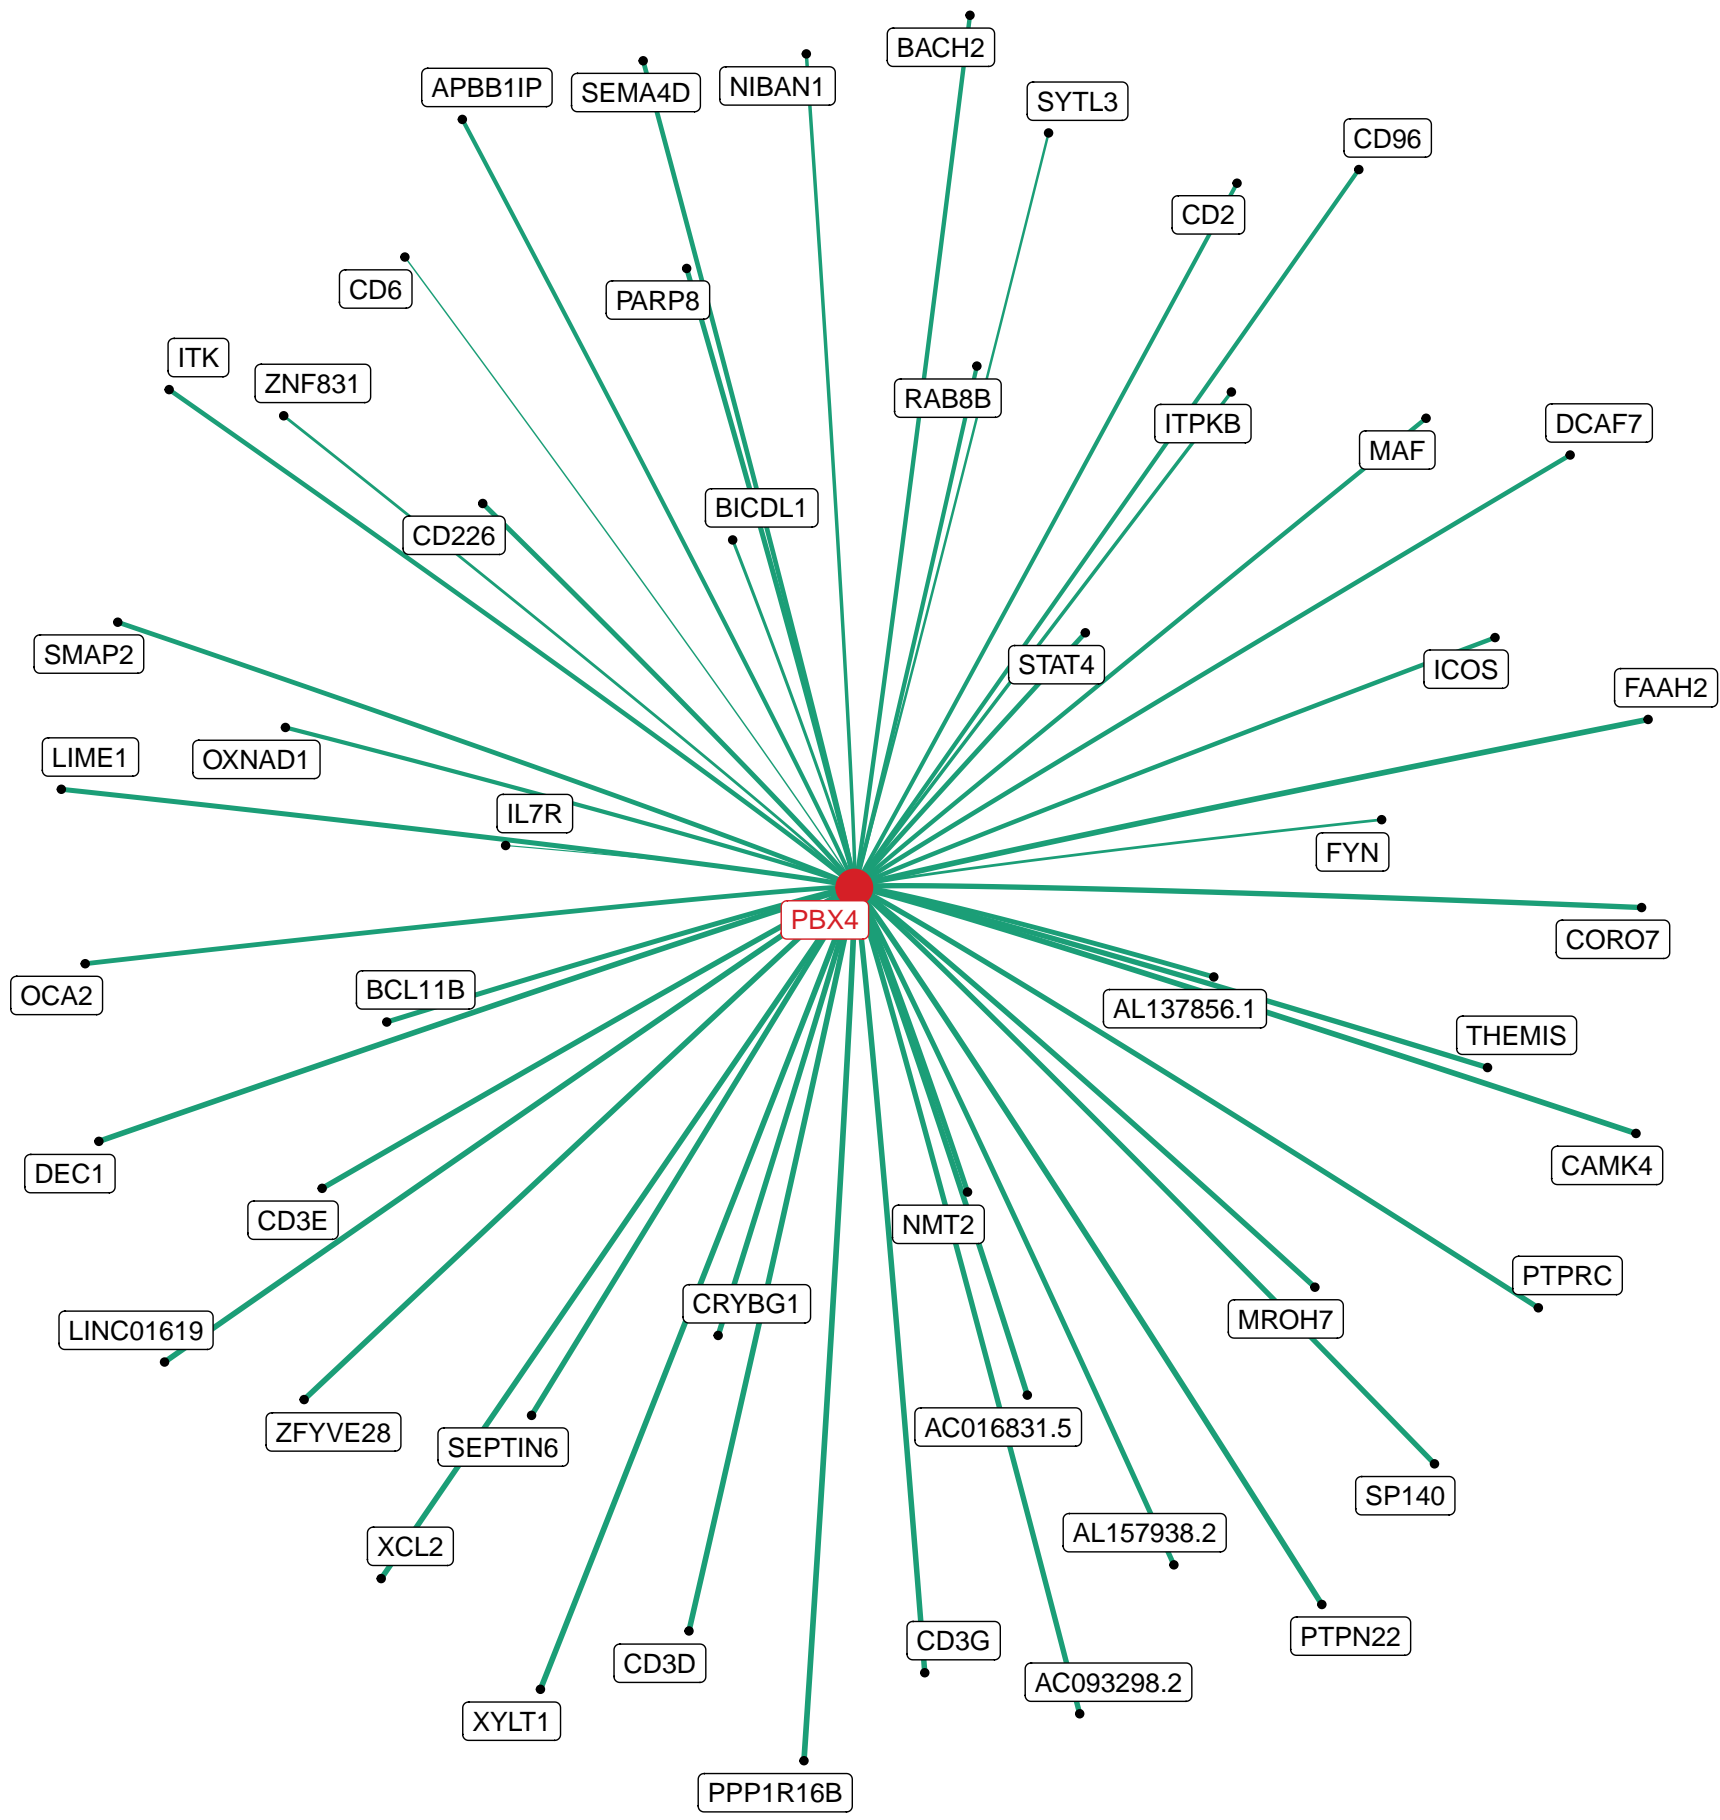 BACH2
APBB1IP
SEMA4D
NIBAN1
SYTL3
CD96
CD2
CD6
PARP8
ITK
ZNF831
RAB8B
ITPKB
MAF
DCAF7
BICDL1
CD226
SMAP2
STAT4
ICOS
FAAH2
LIME1
OXNAD1
IL7R
FYN
PBX4
CORO7
OCA2
BCL11B
AL137856.1
THEMIS
DEC1
CAMK4
CD3E
NMT2
PTPRC
LINC01619
CRYBG1
MROH7
ZFYVE28
SEPTIN6
AC016831.5
SP140
XCL2
AL157938.2
CD3G
PTPN22
CD3D
AC093298.2
XYLT1
PPP1R16B